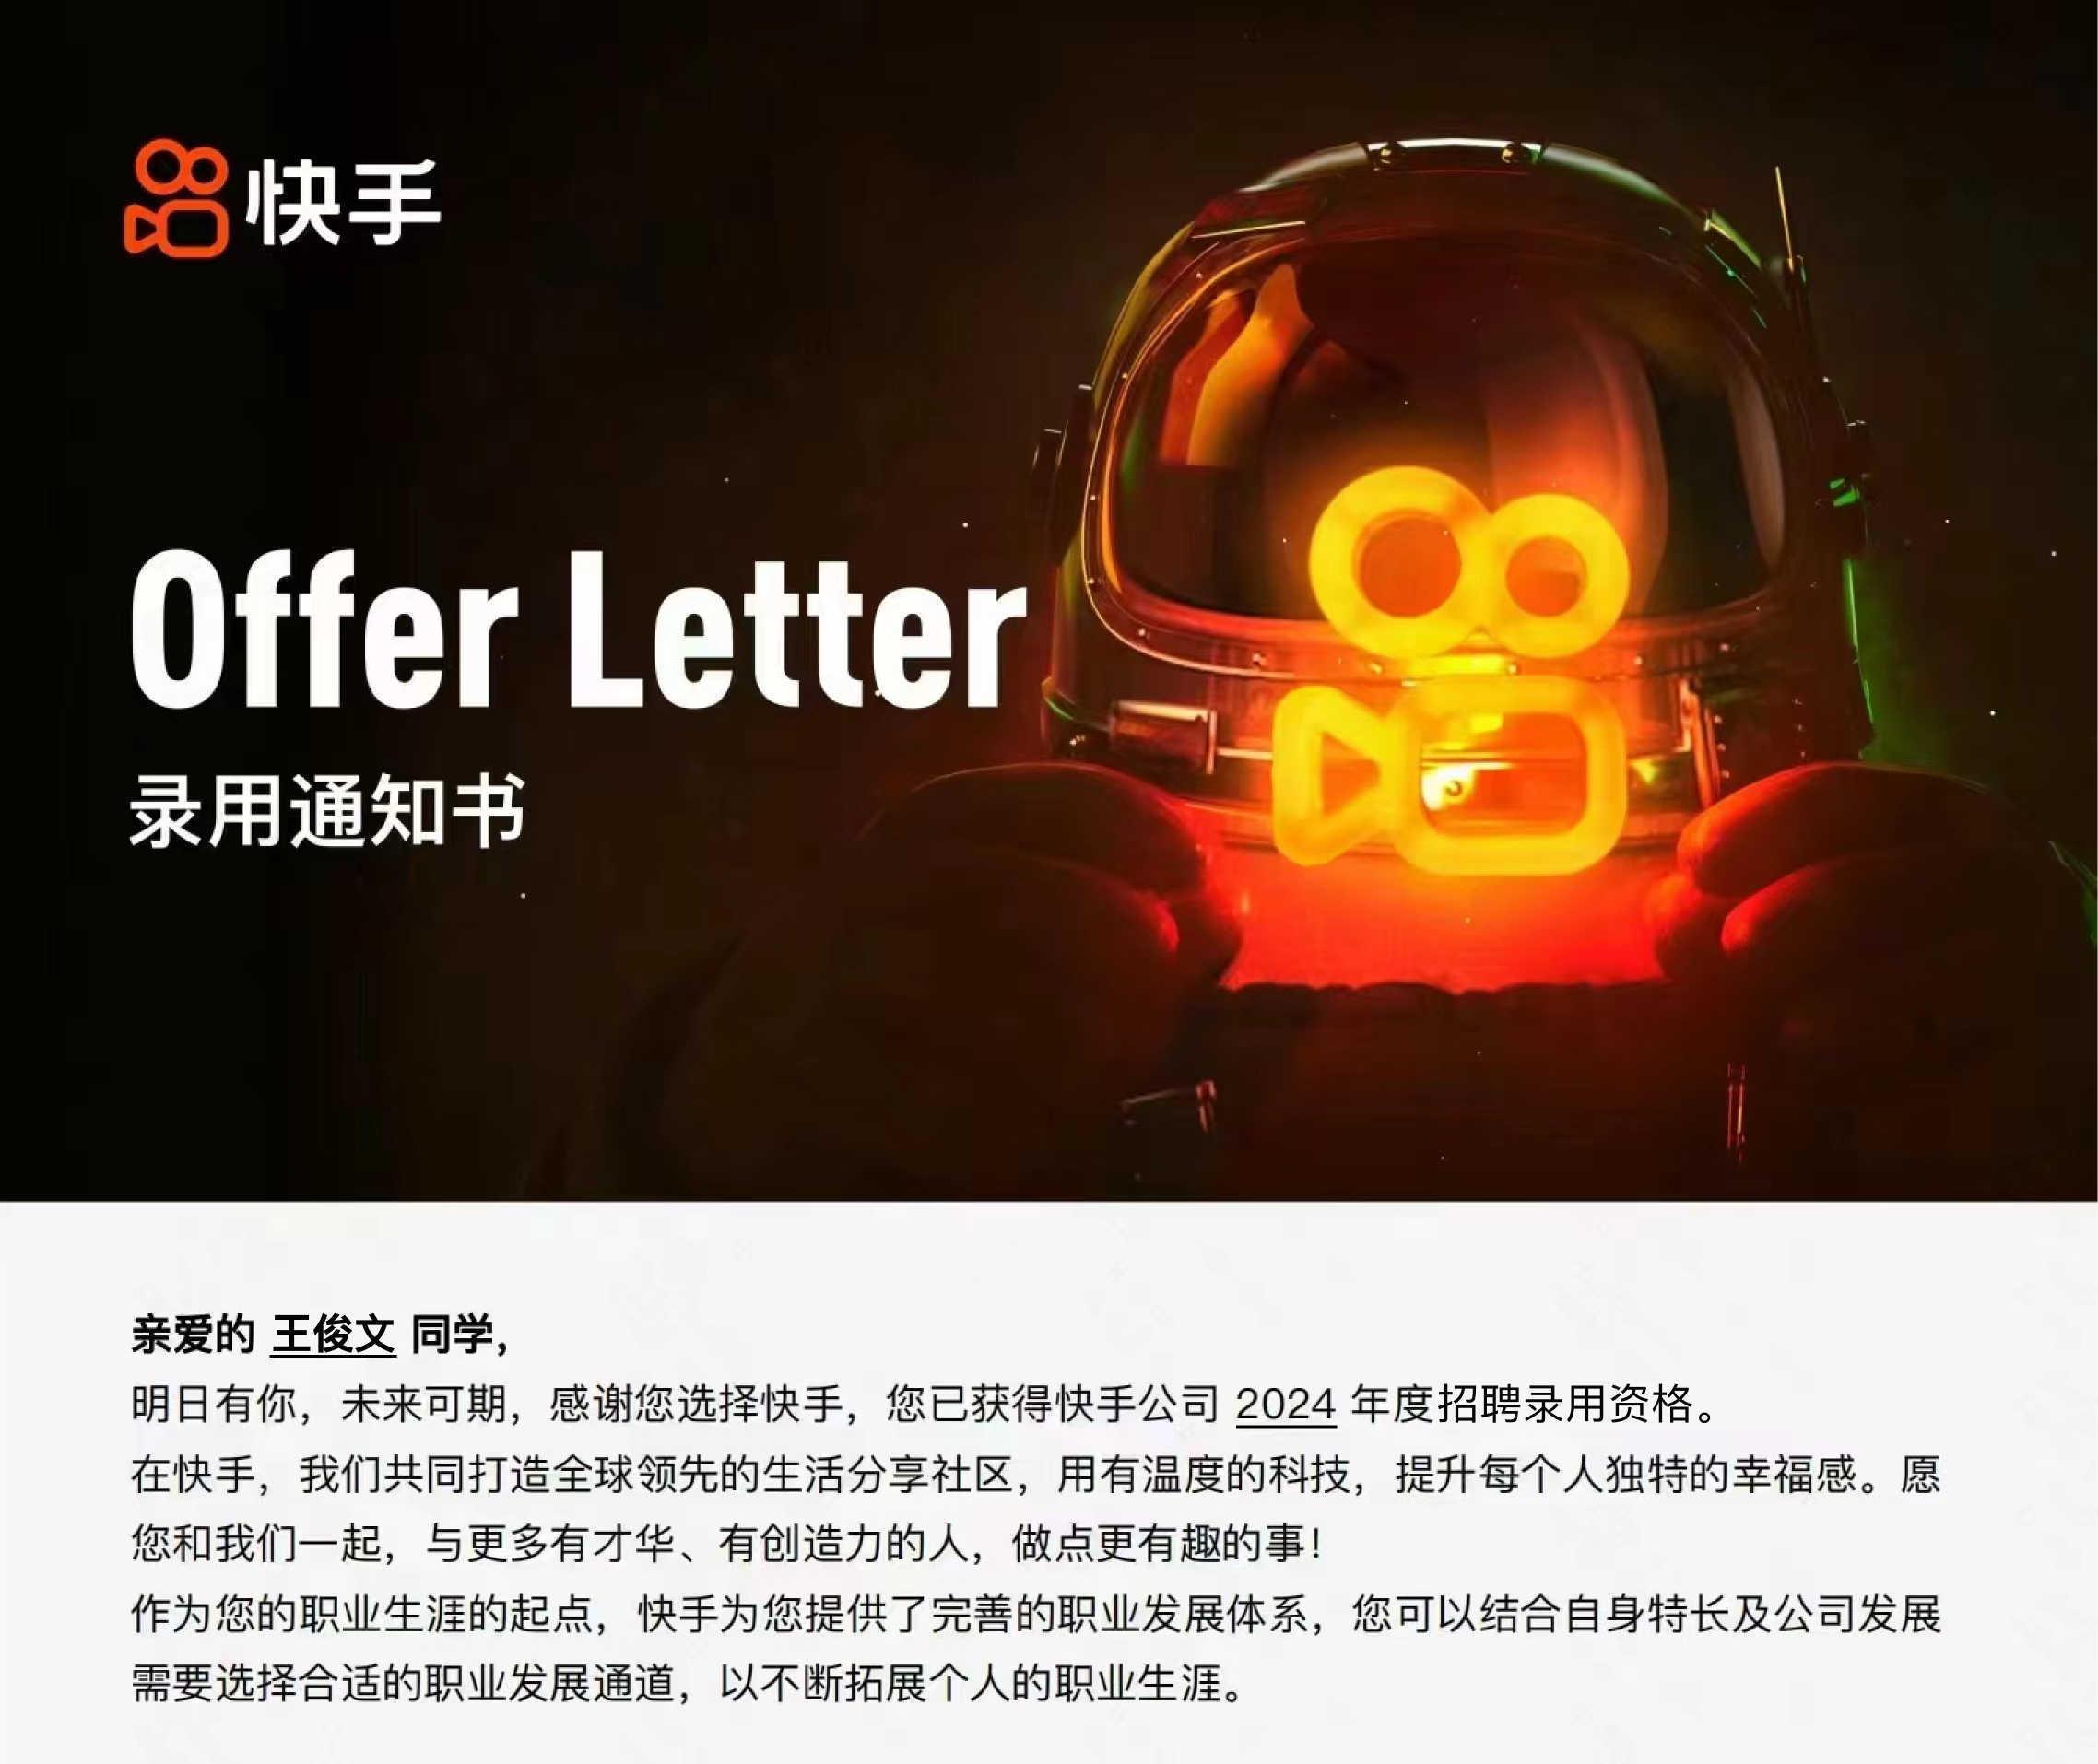 快手
Offer Letter
录用通知书
亲爱的 王俊文 同学，
明日有你，未来可期，感谢您选择快手，您已获得快手公司 2024 年度招聘录用资格。
在快手，我们共同打造全球领先的生活分享社区，用有温度的科技，提升每个人独特的幸福感。愿
您和我们一起，与更多有才华、有创造力的人，做点更有趣的事！
作为您的职业生涯的起点，快手为您提供了完善的职业发展体系，您可以结合自身特长及公司发展
需要选择合适的职业发展通道，以不断拓展个人的职业生涯。